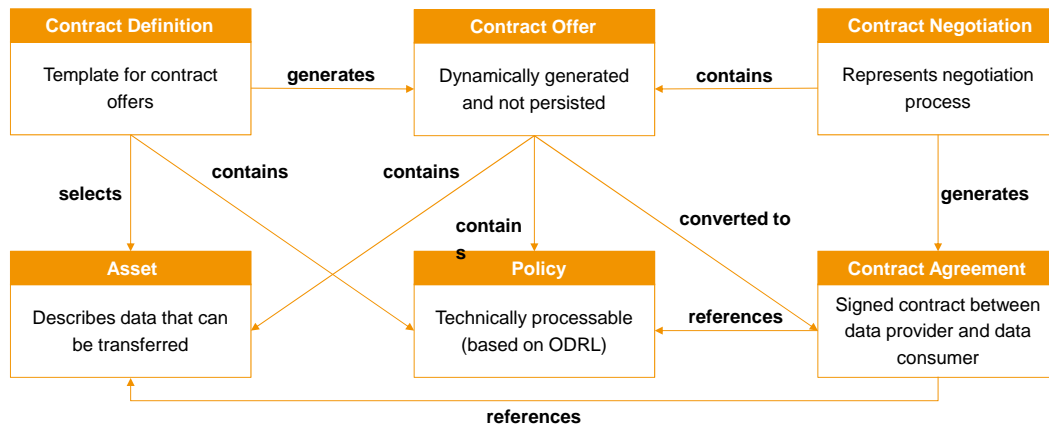 Contract Definition
Template for contract
offers
generates
Contract Offer
Dynamically generated
and not persisted
contains
Contract Negotiation
Represents negotiation
process
selects
contains
contains
contain
s
converted to
generates
Asset
Describes data that can
be transferred
Policy
Technically processable
(based on ODRL)
references
Contract Agreement
Signed contract between
data provider and data
consumer
references